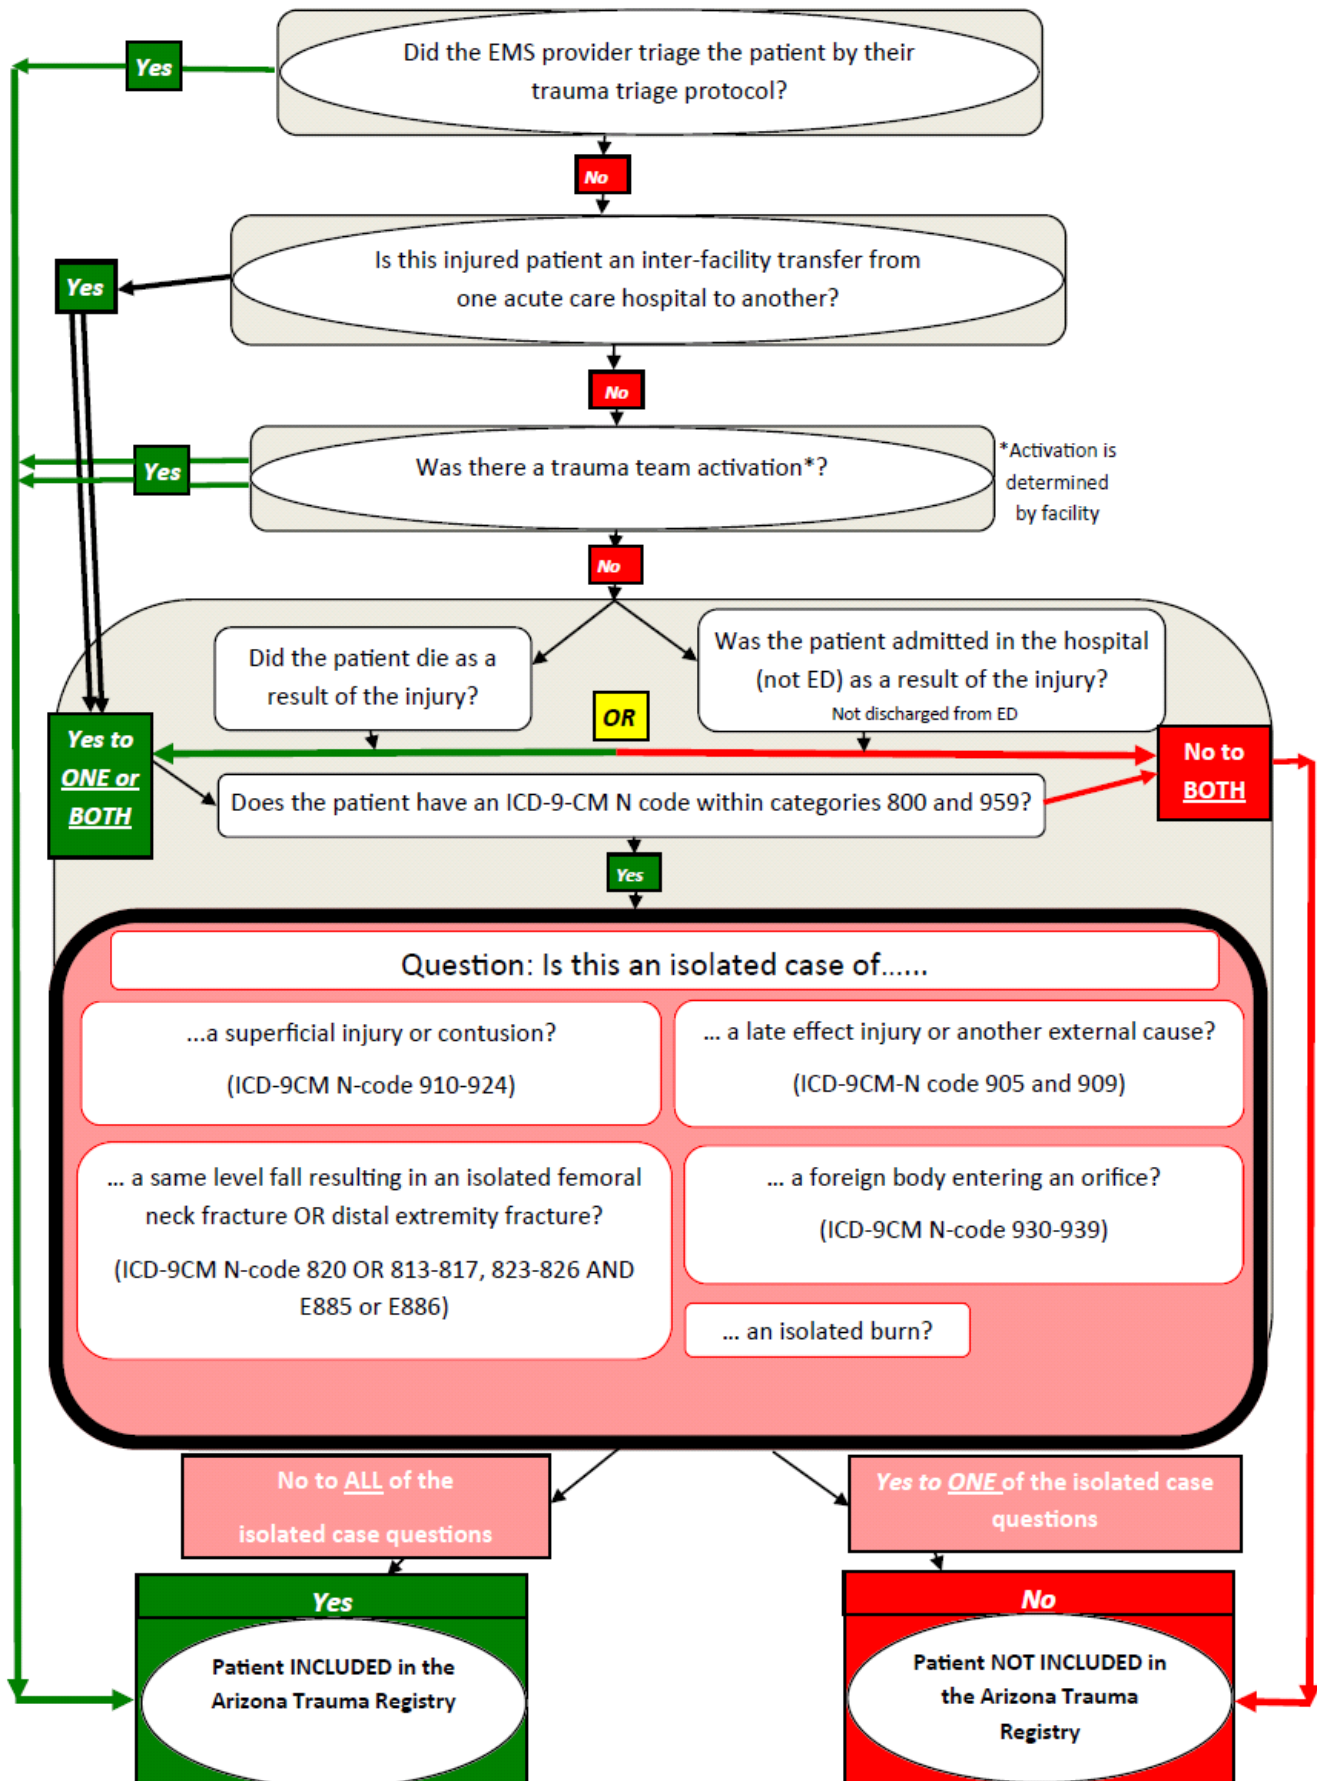 Did the EMS provider triage the patient by their
trauma triage protocol?
Yes
No
Is this injured patient an inter-facility transfer from
one acute care hospital to another?
Yes
No
Was there a trauma team activation*?
Yes
*Activation is
determined
by facility
No
Did the patient die as a
result of the injury?
OR
Was the patient admitted in the hospital
(not ED) as a result of the injury?
Not discharged from ED
Yes to
ONE or
BOTH
No to
BOTH
Does the patient have an ICD-9-CM N code within categories 800 and 959?
Yes
Question: Is this an isolated case of......
...a superficial injury or contusion?
(ICD-9CM N-code 910-924)
... a late effect injury or another external cause?
(ICD-9CM-N code 905 and 909)
... a same level fall resulting in an isolated femoral
neck fracture OR distal extremity fracture?
(ICD-9CM N-code 820 OR 813-817, 823-826 AND
E885 or E886)
... a foreign body entering an orifice?
(ICD-9CM N-code 930-939)
... an isolated burn?
No to ALL of the
isolated case questions
Yes to ONE of the isolated case
questions
Yes
Patient INCLUDED in the
Arizona Trauma Registry
No
Patient NOT INCLUDED in
the Arizona Trauma
Registry